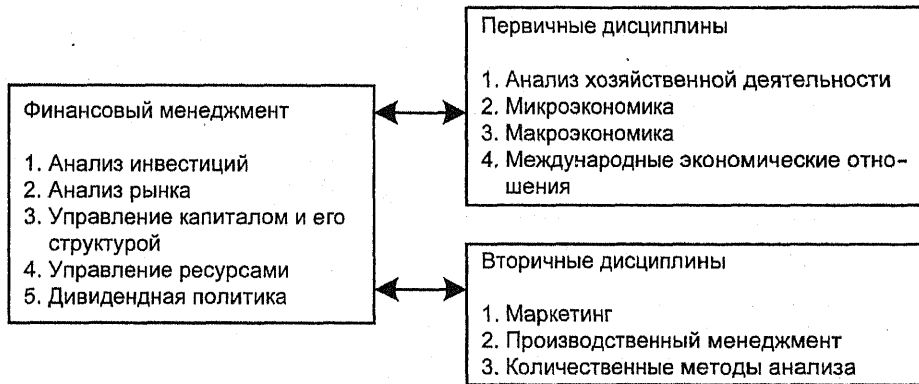 Финансовый менеджмент
1. Анализ инвестиций
2. Анализ рынка
3. Управление капиталом и его
структурой
4. Управление ресурсами
5. Дивидендная политика
Первичные дисциплины
1. Анализ хозяйственной деятельности
2. Микроэкономика
3. Макроэкономика
4. Международные экономические отно-
шения
Вторичные дисциплины
1. Маркетинг
2. Производственный менеджмент
3. Количественные методы анализа